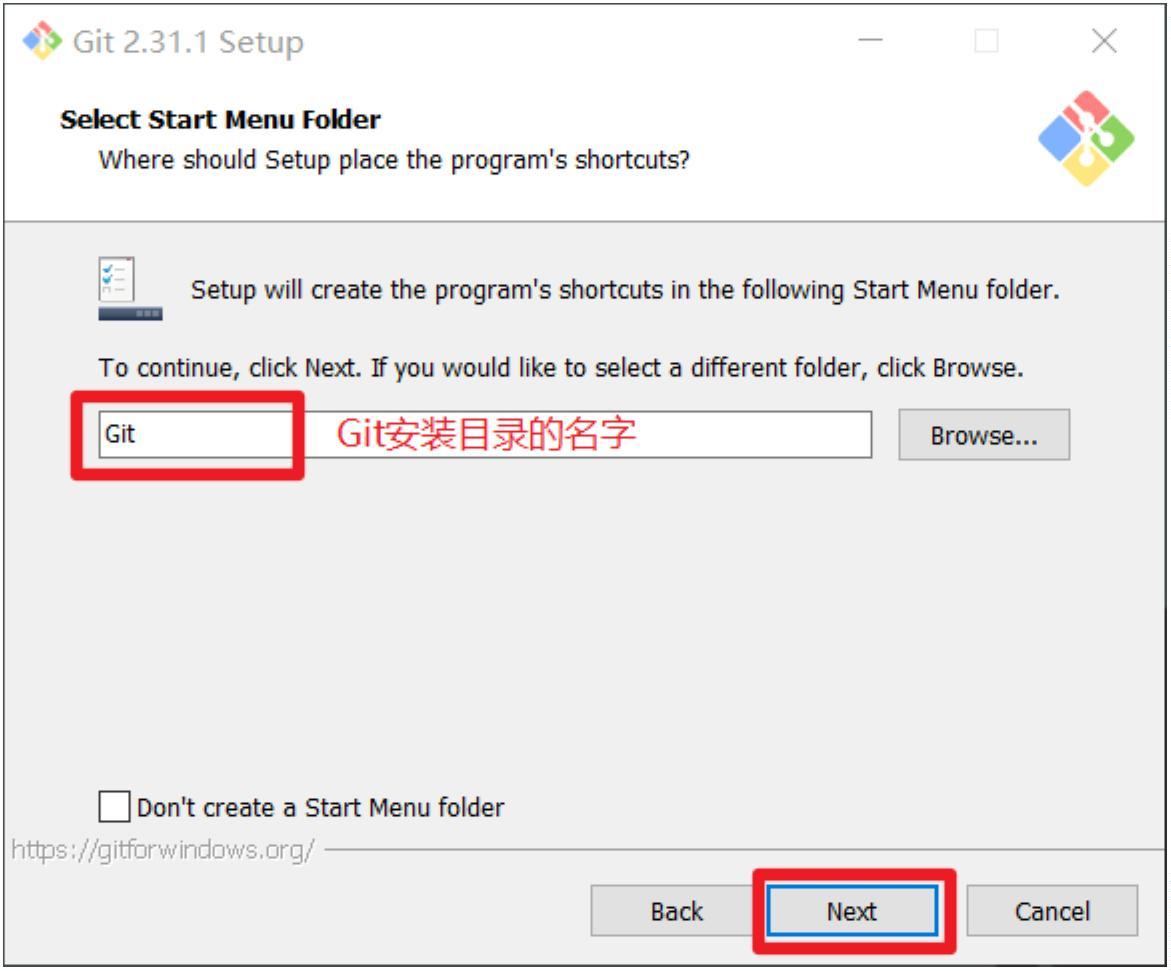 Git 2.31.1 Setup
Select Start Menu Folder
Where should Setup place the program's shortcuts?
Setup will create the program's shortcuts in the following Start Menu folder.
To continue, click Next. If you would like to select a different folder, click Browse.
Git Git安装目录的名字 Browse...
Don't create a Start Menu folder
https://gitforwindows.org/
Back Next Cancel